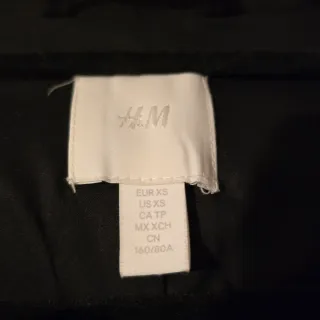 H&M
EUR XS
US XS
CA TP
MX XCH
CN
160/80A